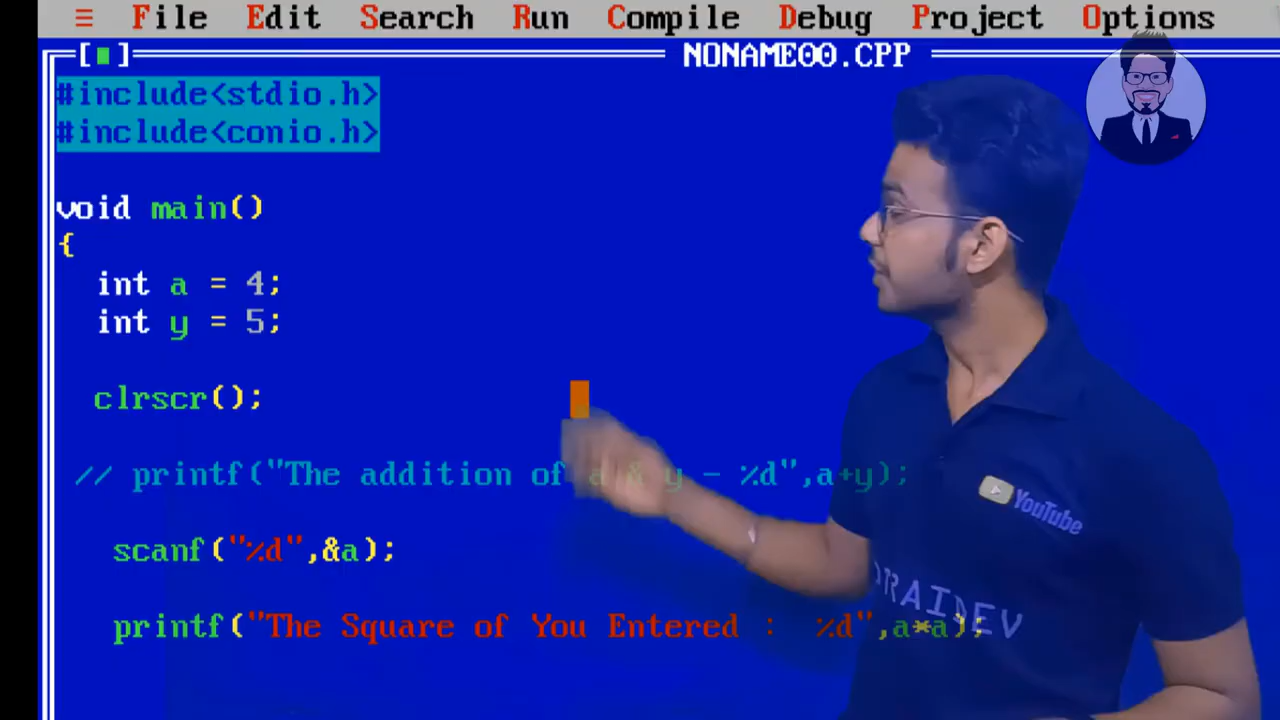 ≡ File Edit Search Run Compile Debug Project Options
[■] NONAME00.CPP
#include<stdio.h>
#include<conio.h>
void main()
{
int a = 4;
int y = 5;
clrscr();
// printf("The addition of a & y - %d",a+y);
scanf("%d",&a);
printf("The Square of You Entered : %d",a*a);
YouTube